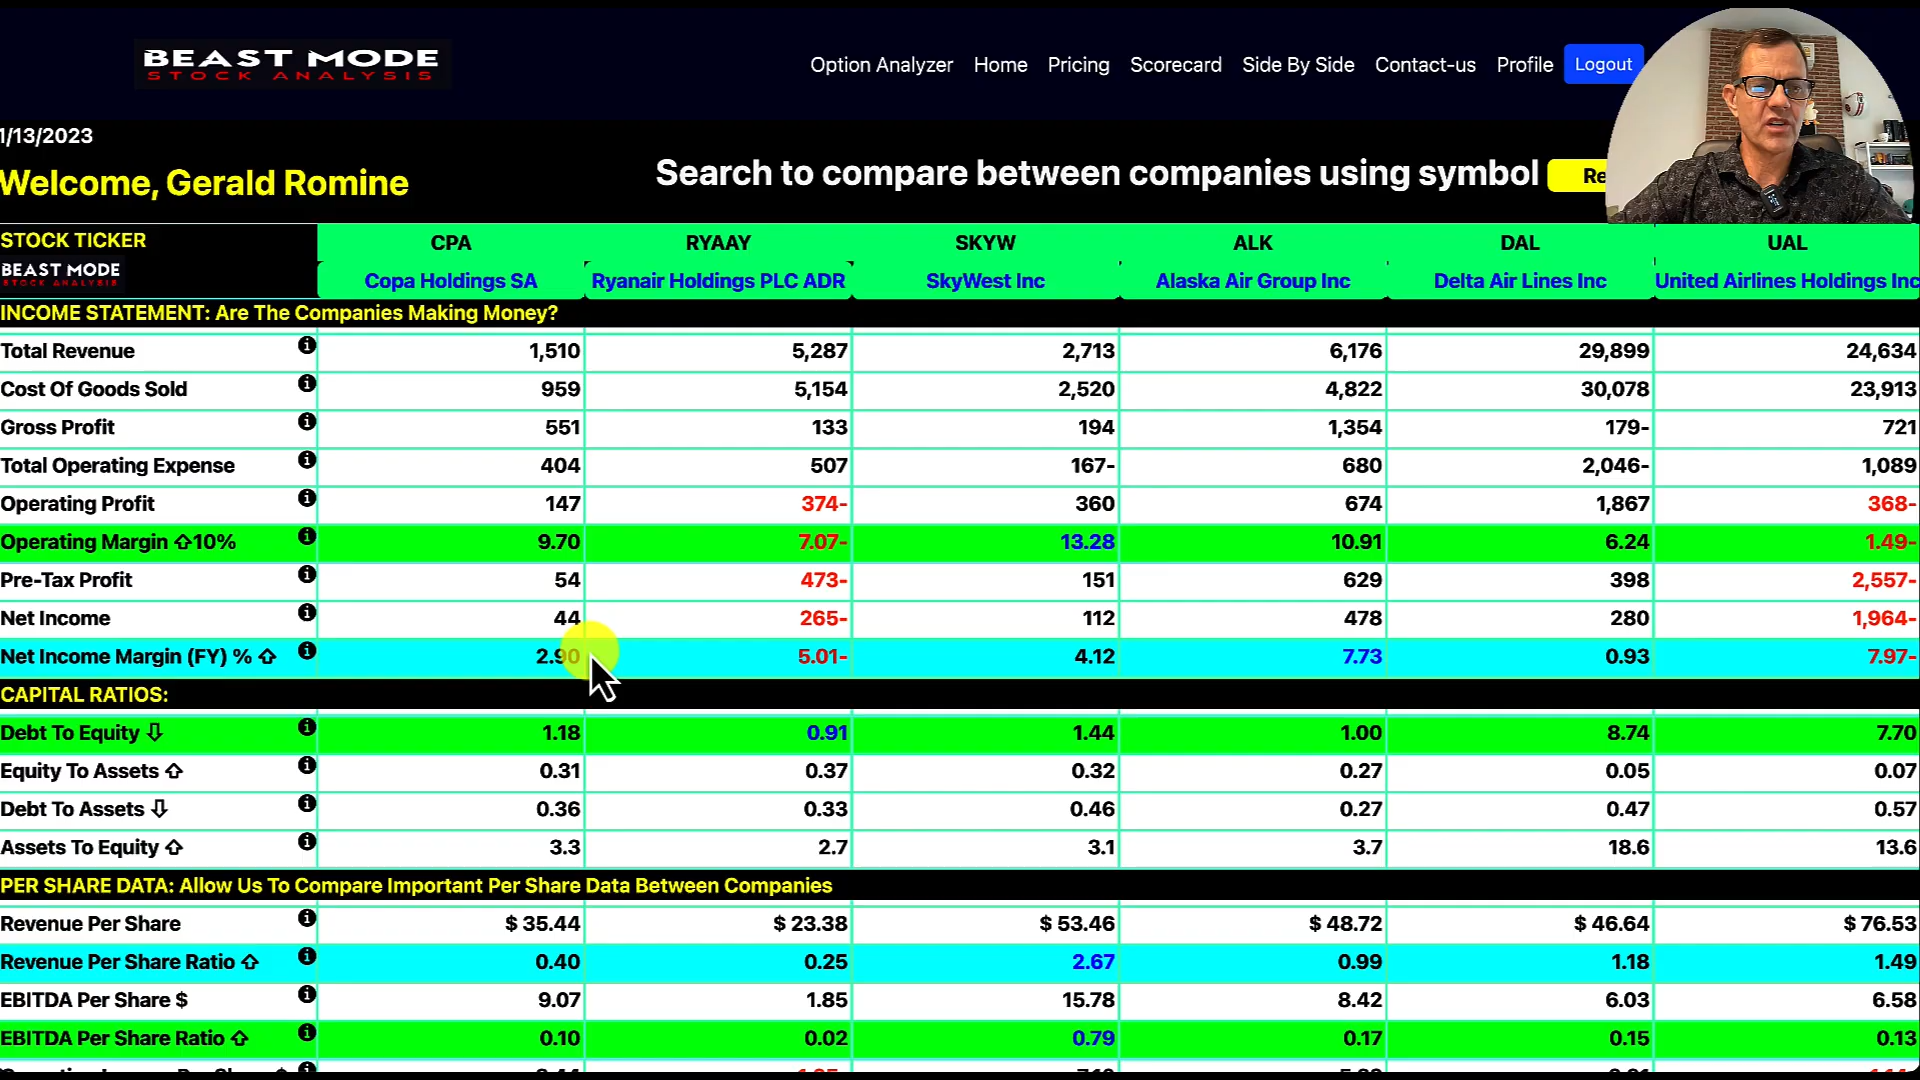 BEAST MODE
STOCK ANALYSIS
Option Analyzer Home Pricing Scorecard Side By Side Contact-us Profile Logout
1/13/2023
Welcome, Gerald Romine
Search to compare between companies using symbol Re
STOCK TICKER CPA RYAAY SKYW ALK DAL UAL
BEAST MODE
STOCK ANALYSIS
Copa Holdings SA Ryanair Holdings PLC ADR SkyWest Inc Alaska Air Group Inc Delta Air Lines Inc United Airlines Holdings Inc
INCOME STATEMENT: Are The Companies Making Money?
Total Revenue 1,510 5,287 2,713 6,176 29,899 24,634
Cost Of Goods Sold 959 5,154 2,520 4,822 30,078 23,913
Gross Profit 551 133 194 1,354 179- 721
Total Operating Expense 404 507 167- 680 2,046- 1,089
Operating Profit 147 374- 360 674 1,867 368-
Operating Margin ⇧10% 9.70 7.07- 13.28 10.91 6.24 1.49-
Pre-Tax Profit 54 473- 151 629 398 2,557-
Net Income 44 265- 112 478 280 1,964-
Net Income Margin (FY) % ⇧ 2.90 5.01- 4.12 7.73 0.93 7.97-
CAPITAL RATIOS:
Debt To Equity ⇩ 1.18 0.91 1.44 1.00 8.74 7.70
Equity To Assets ⇧ 0.31 0.37 0.32 0.27 0.05 0.07
Debt To Assets ⇩ 0.36 0.33 0.46 0.27 0.47 0.57
Assets To Equity ⇧ 3.3 2.7 3.1 3.7 18.6 13.6
PER SHARE DATA: Allow Us To Compare Important Per Share Data Between Companies
Revenue Per Share $ 35.44 $ 23.38 $ 53.46 $ 48.72 $ 46.64 $ 76.53
Revenue Per Share Ratio ⇧ 0.40 0.25 2.67 0.99 1.18 1.49
EBITDA Per Share $ 9.07 1.85 15.78 8.42 6.03 6.58
EBITDA Per Share Ratio ⇧ 0.10 0.02 0.79 0.17 0.15 0.13